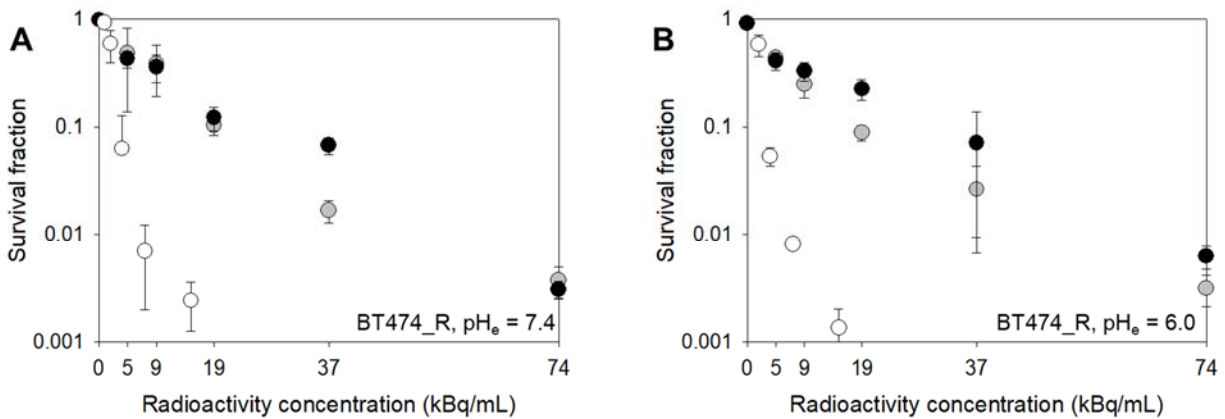 A
Survival fraction
1
0.1
0.01
0.001
BT474_R, pHe = 7.4
0 5 9 19 37 74
Radioactivity concentration (kBq/mL)
B
Survival fraction
1
0.1
0.01
0.001
BT474_R, pHe = 6.0
0 5 9 19 37 74
Radioactivity concentration (kBq/mL)